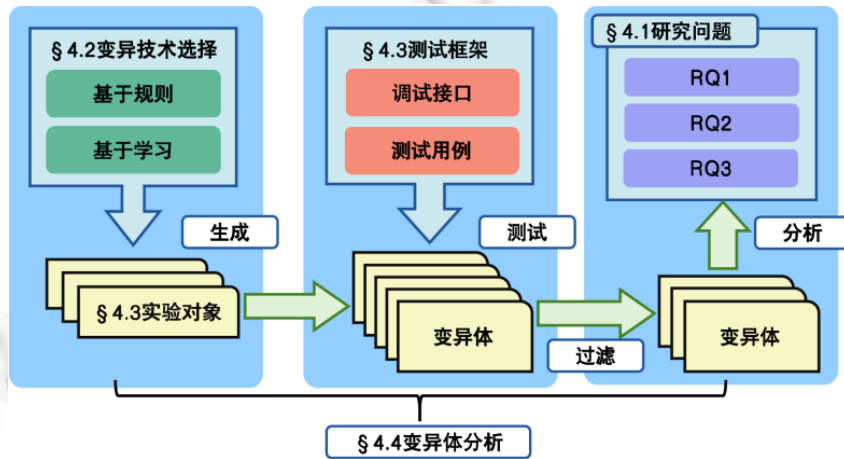 §4.2变异技术选择
基于规则
基于学习
生成
§4.3实验对象
§4.3测试框架
调试接口
测试用例
测试
变异体
过滤
§4.1研究问题
RQ1
RQ2
RQ3
分析
变异体
§4.4变异体分析